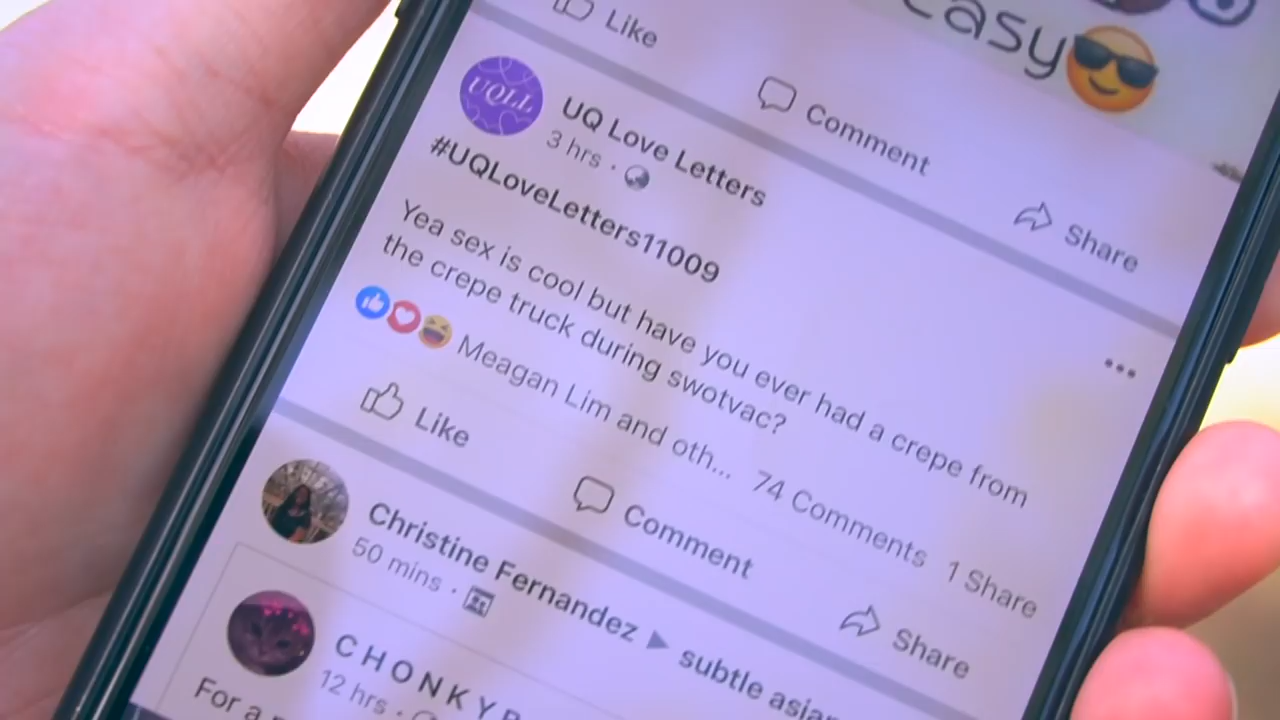 easy😎
Like
Comment
Share
UQLL
UQ Love Letters
3 hrs ·
#UQLoveLetters11009
Yea sex is cool but have you ever had a crepe from
the crepe truck during swotvac?
Meagan Lim and oth... 74 Comments 1 Share
Like
Comment
Share
Christine Fernandez ▶ subtle asian
50 mins ·
CHONKY
12 hrs ·
For a